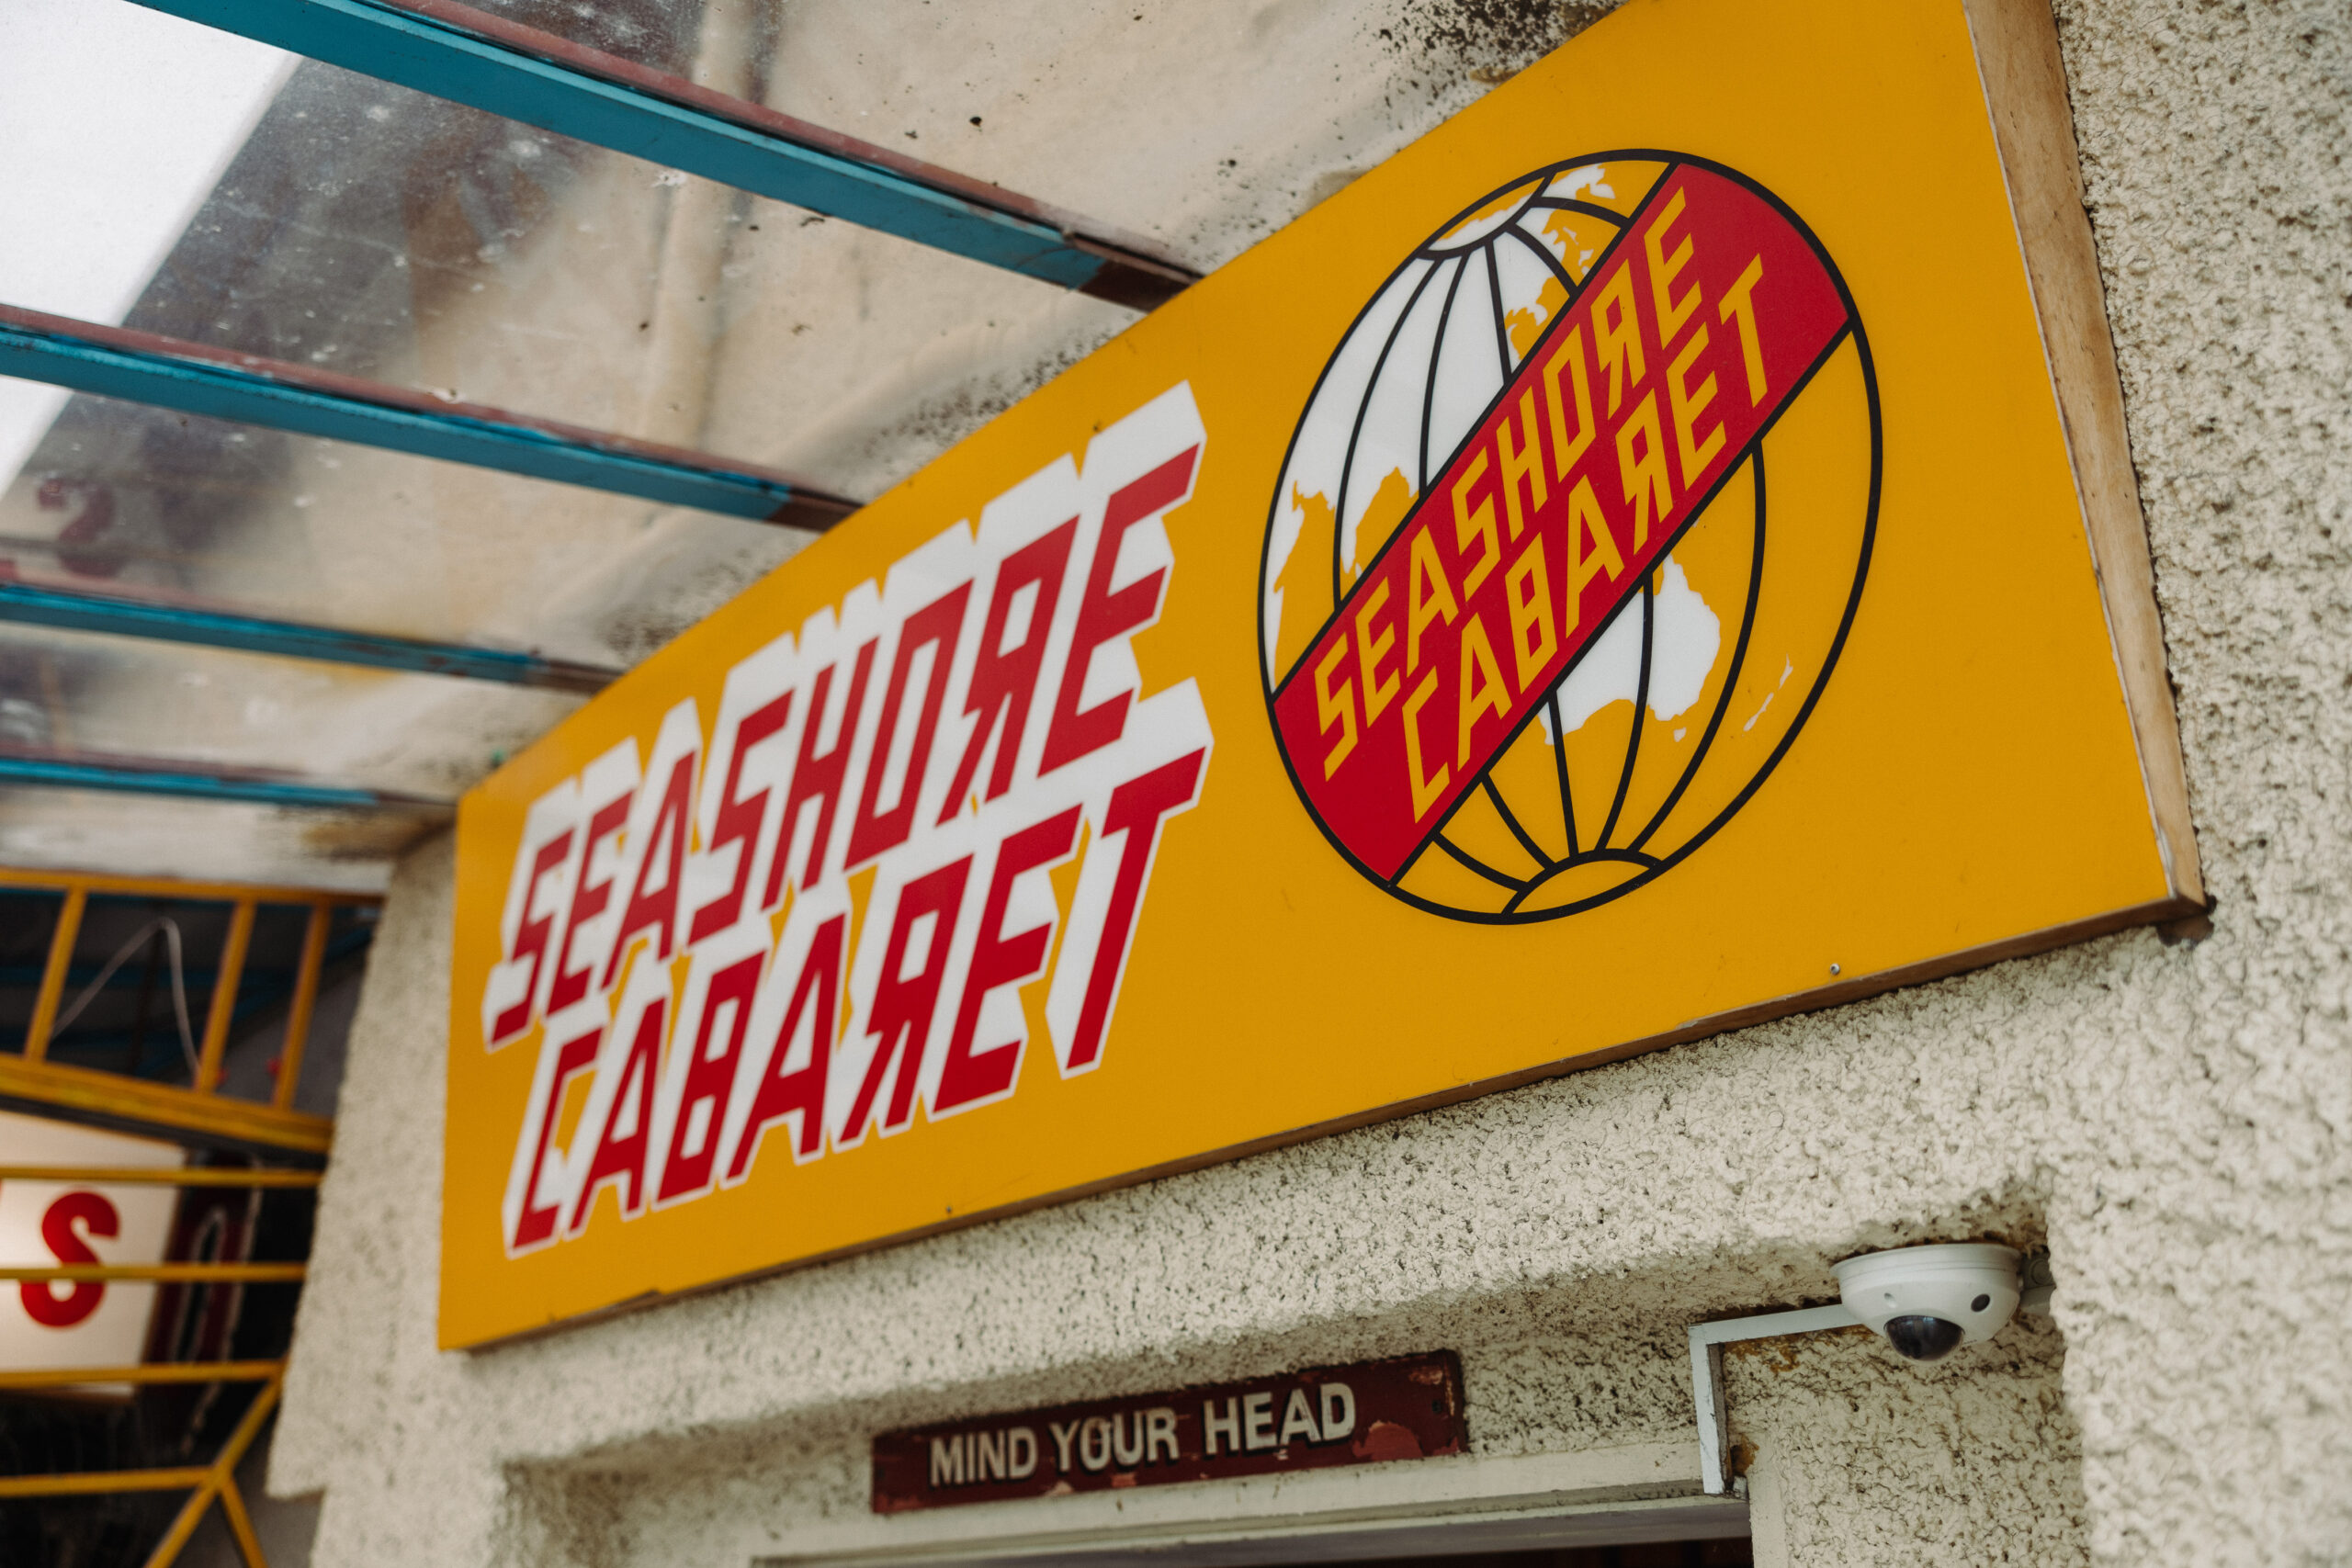 SEASHORE
CABARET
SEASHORE
CABARET
MIND YOUR HEAD
S